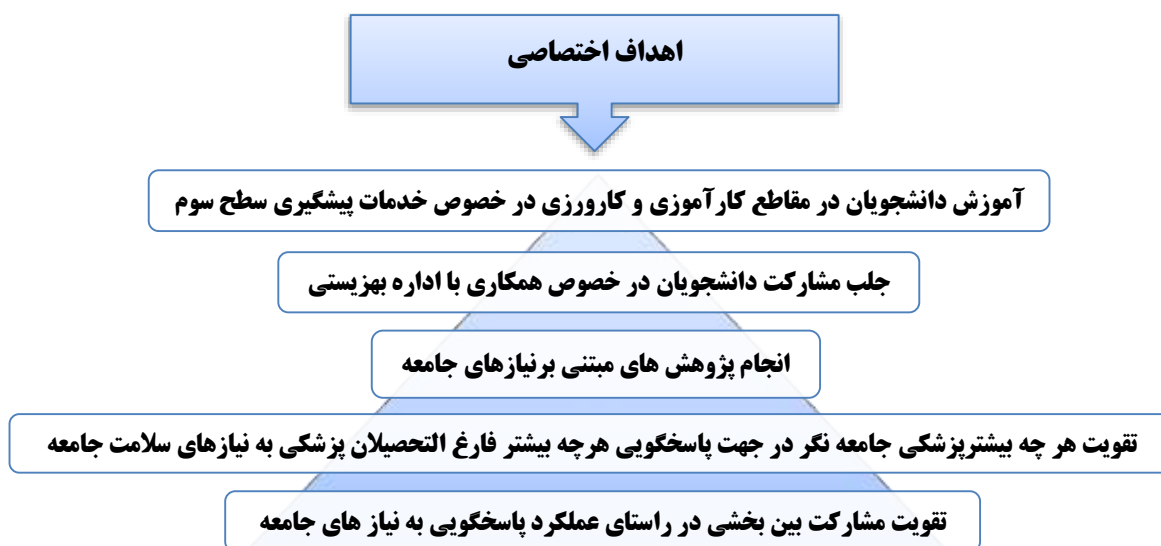 اهداف اختصاصی
آموزش دانشجویان در مقاطع کارآموزی و کارورزی در خصوص خدمات پیشگیری سطح سوم
جلب مشارکت دانشجویان در خصوص همکاری با اداره بهزیستی
انجام پژوهش های مبتنی برنیازهای جامعه
تقویت هر چه بیشترپزشکی جامعه نگر در جهت پاسخگویی هرچه بیشتر فارغ التحصیلان پزشکی به نیازهای سلامت جامعه
تقویت مشارکت بین بخشی در راستای عملکرد پاسخگویی به نیاز های جامعه